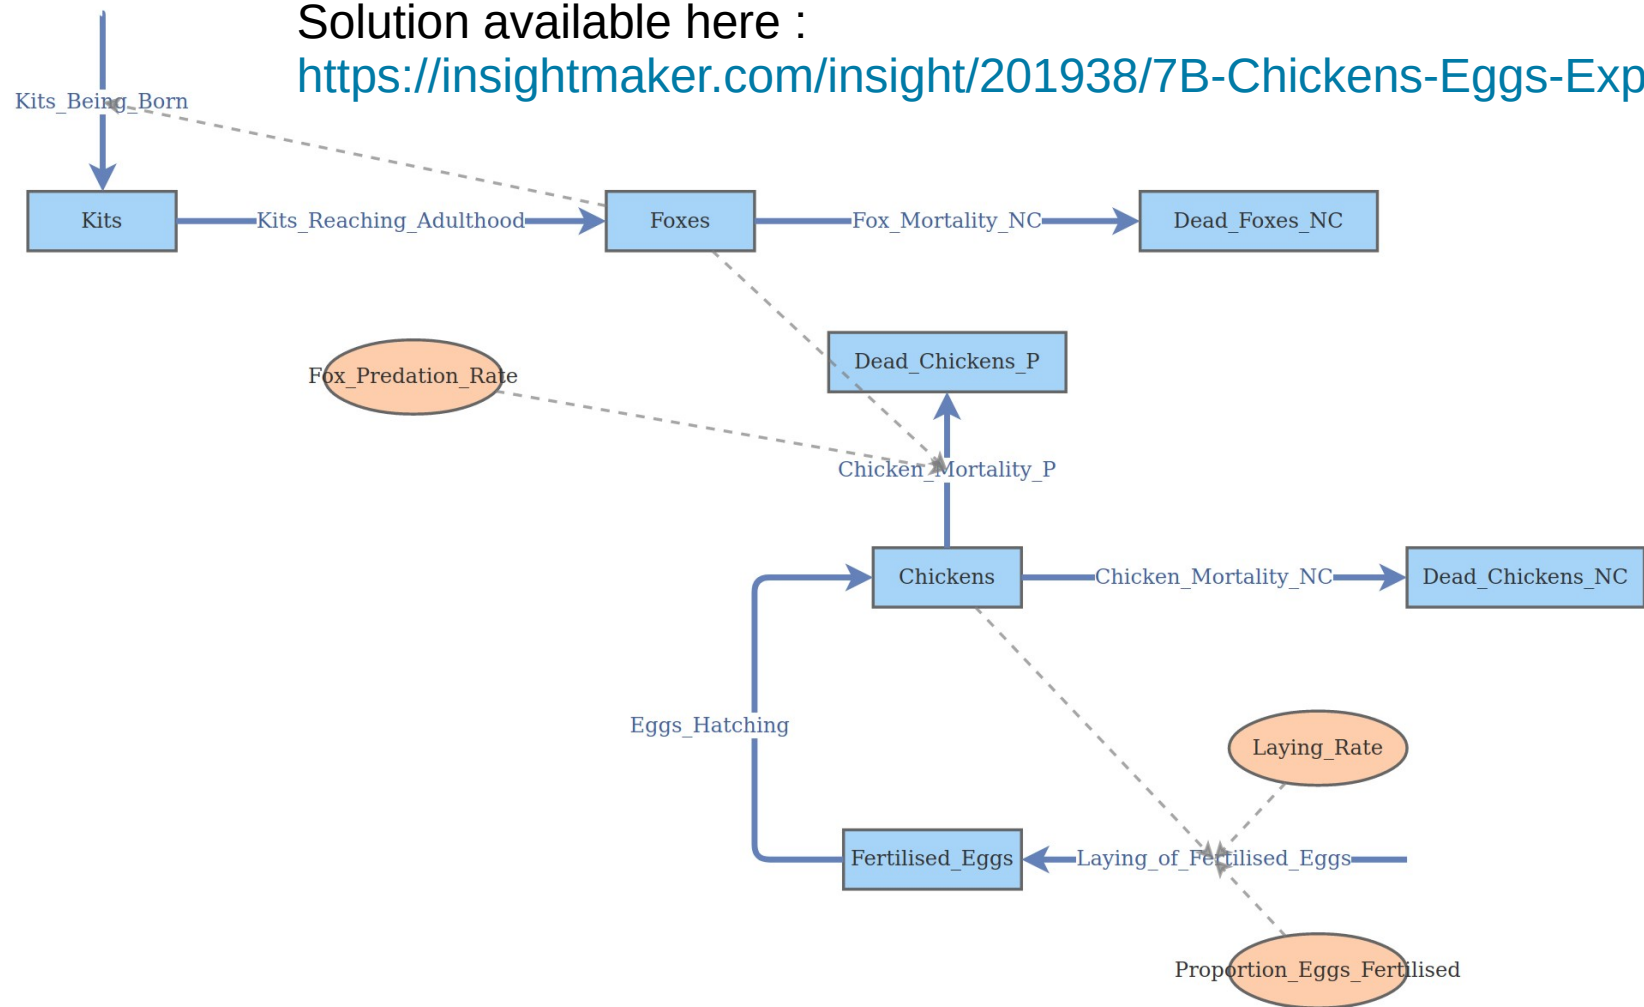 Solution available here :
https://insightmaker.com/insight/201938/7B-Chickens-Eggs-Exp
Kits_Being_Born
Kits
Kits_Reaching_Adulthood
Foxes
Fox_Mortality_NC
Dead_Foxes_NC
Fox_Predation_Rate
Dead_Chickens_P
Chicken_Mortality_P
Chickens
Chicken_Mortality_NC
Dead_Chickens_NC
Eggs_Hatching
Laying_Rate
Fertilised_Eggs
Laying_of_Fertilised_Eggs
Proportion_Eggs_Fertilised